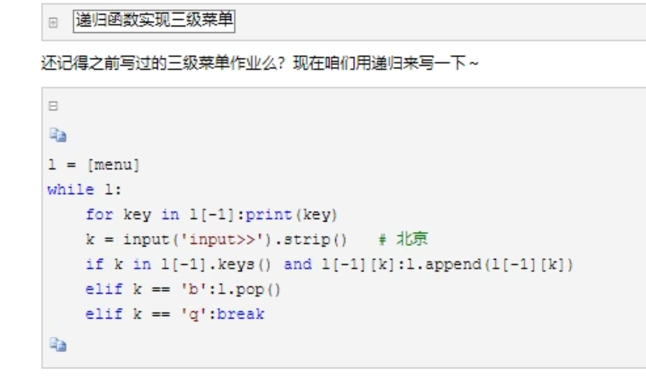 递归函数实现三级菜单
还记得之前写过的三级菜单作业么？现在咱们用递归来写一下~
l = [menu]
while l:
    for key in l[-1]:print(key)
    k = input('input>>').strip()   # 北京
    if k in l[-1].keys() and l[-1][k]:l.append(l[-1][k])
    elif k == 'b':l.pop()
    elif k == 'q':break